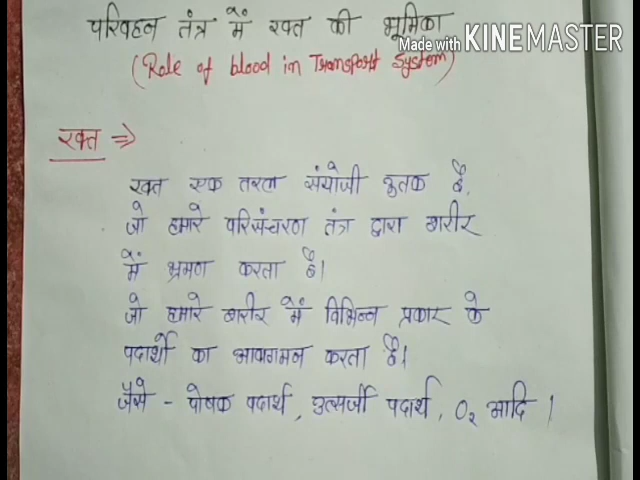 परिवहन तंत्र में रक्त की भूमिका
Made with KINEMASTER
(Role of blood in Transport System)
रक्त ⇒
रक्त एक तरल संयोजी ऊतक है,
जो हमारे परिसंचरण तंत्र द्वारा शरीर
में भ्रमण करता है।
जो हमारे शरीर में विभिन्न प्रकार के
पदार्थो का आवागमन करता है।
जैसे - पोषक पदार्थ, उत्सर्जी पदार्थ, O₂ आदि ।